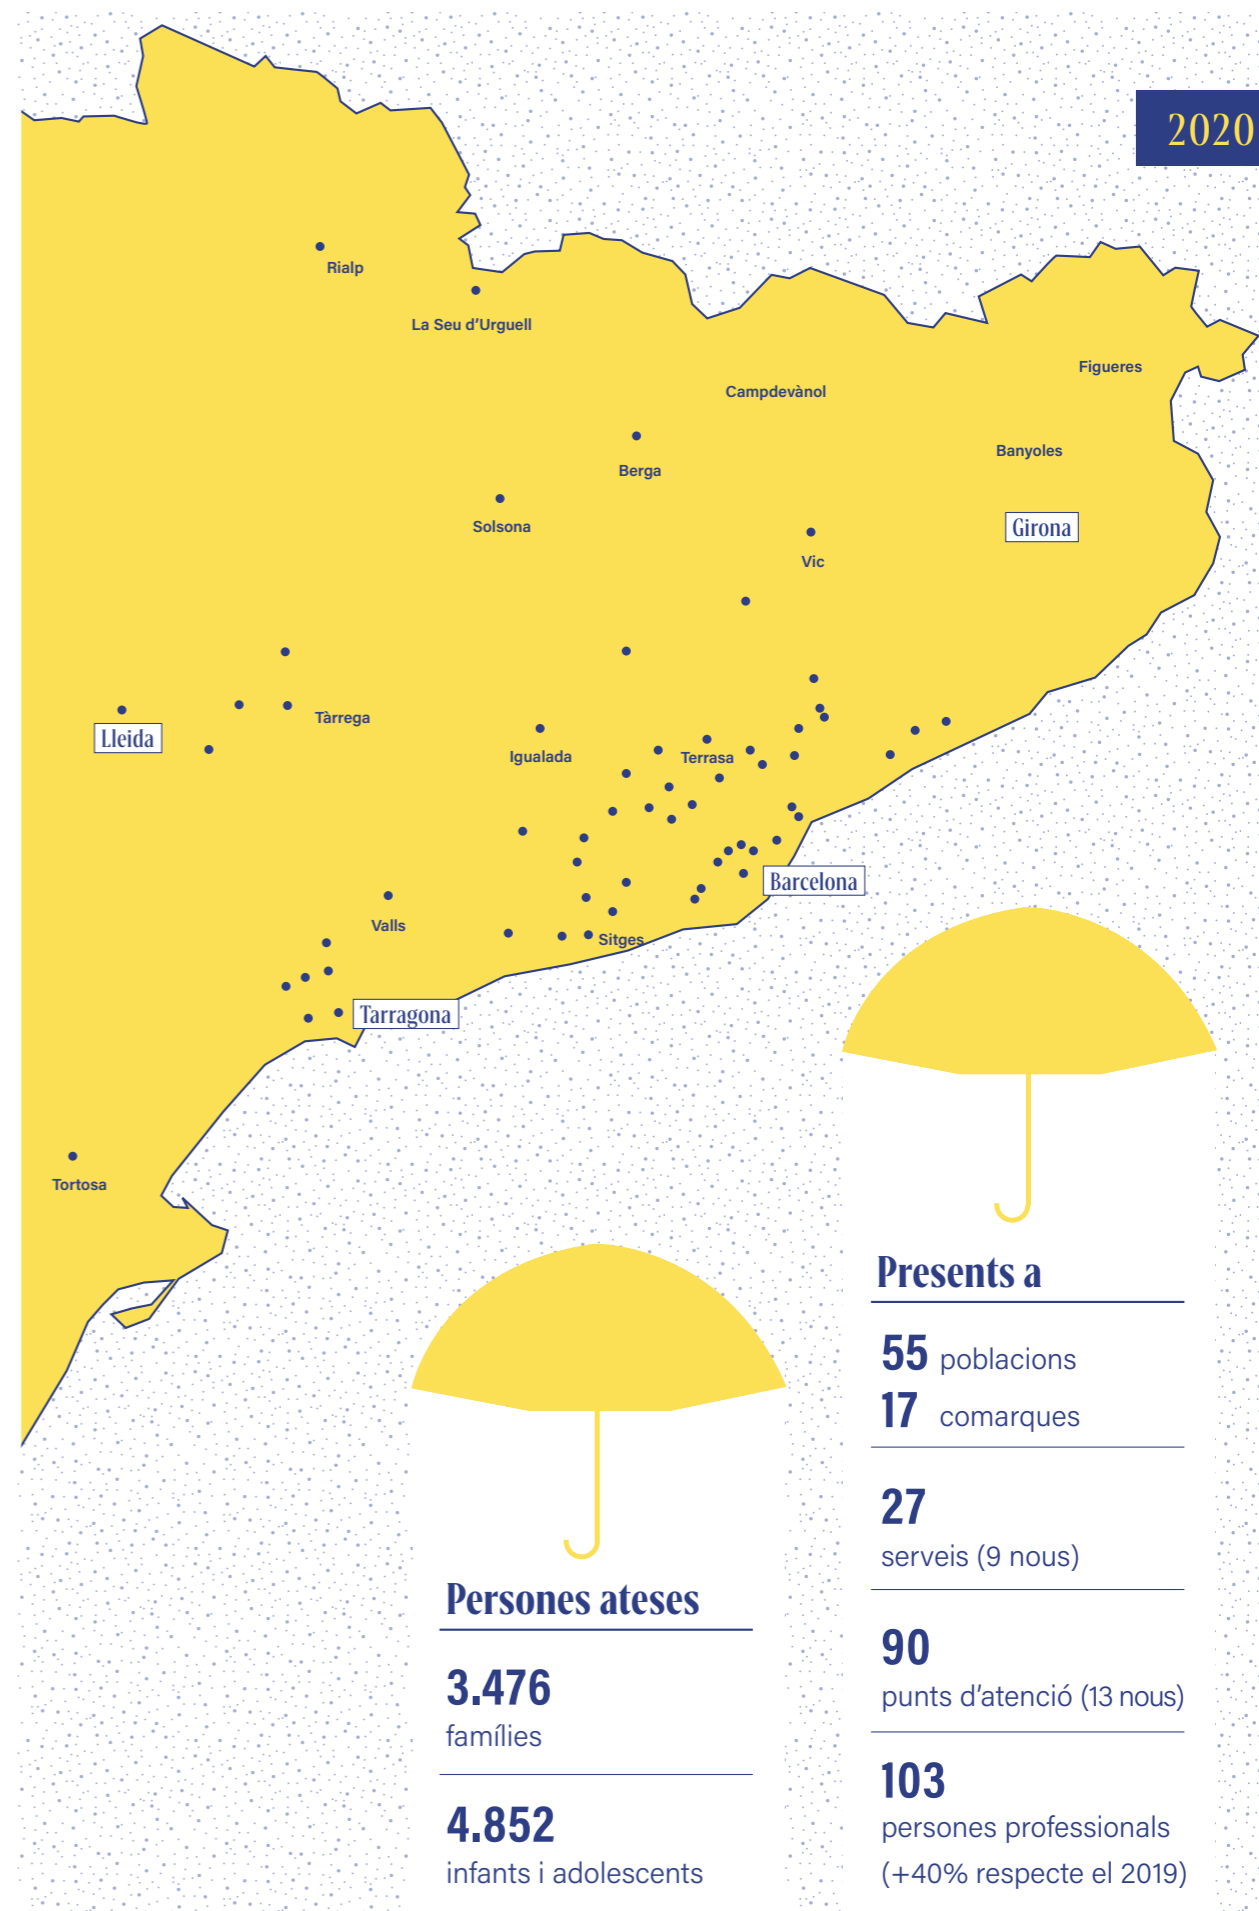 2020
Rialp
La Seu d’Urguell
Figueres
Campdevànol
Banyoles
Berga
Solsona
Girona
Vic
Tàrrega
Lleida
Igualada
Terrasa
Barcelona
Valls
Sitges
Tarragona
Tortosa
Presents a
55 poblacions
17 comarques
27
serveis (9 nous)
90
punts d’atenció (13 nous)
103
persones professionals
(+40% respecte el 2019)
Persones ateses
3.476
famílies
4.852
infants i adolescents